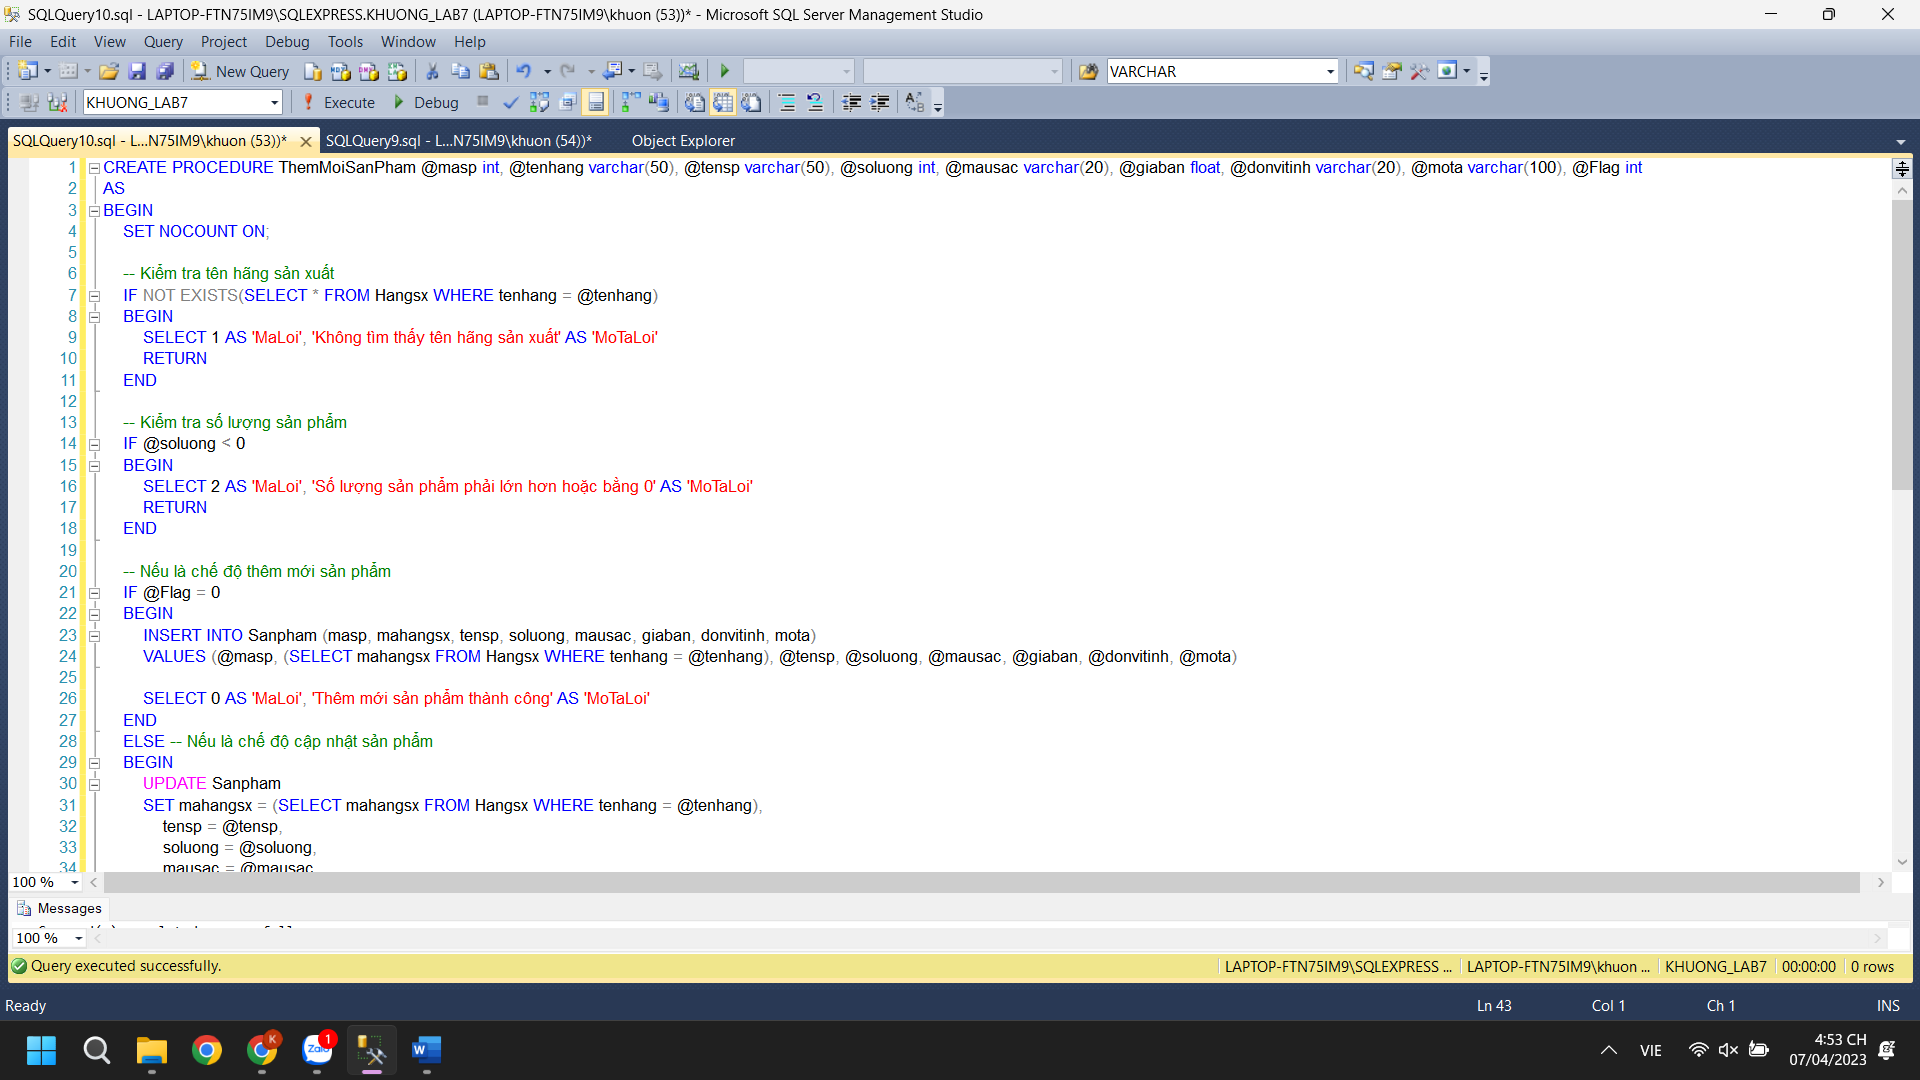 SQLQuery10.sql - LAPTOP-FTN75IM9\SQLEXPRESS.KHUONG_LAB7 (LAPTOP-FTN75IM9\khuon (53))* - Microsoft SQL Server Management Studio
File Edit View Query Project Debug Tools Window Help
New Query VARCHAR
KHUONG_LAB7 Execute Debug
SQLQuery10.sql - L...N75IM9\khuon (53))* SQLQuery9.sql - L...N75IM9\khuon (54))* Object Explorer
1 CREATE PROCEDURE ThemMoiSanPham @masp int, @tenhang varchar(50), @tensp varchar(50), @soluong int, @mausac varchar(20), @giaban float, @donvitinh varchar(20), @mota varchar(100), @Flag int
2 AS
3 BEGIN
4 SET NOCOUNT ON;
5
6 -- Kiểm tra tên hãng sản xuất
7 IF NOT EXISTS(SELECT * FROM Hangsx WHERE tenhang = @tenhang)
8 BEGIN
9 SELECT 1 AS 'MaLoi', 'Không tìm thấy tên hãng sản xuất' AS 'MoTaLoi'
10 RETURN
11 END
12
13 -- Kiểm tra số lượng sản phẩm
14 IF @soluong < 0
15 BEGIN
16 SELECT 2 AS 'MaLoi', 'Số lượng sản phẩm phải lớn hơn hoặc bằng 0' AS 'MoTaLoi'
17 RETURN
18 END
19
20 -- Nếu là chế độ thêm mới sản phẩm
21 IF @Flag = 0
22 BEGIN
23 INSERT INTO Sanpham (masp, mahangsx, tensp, soluong, mausac, giaban, donvitinh, mota)
24 VALUES (@masp, (SELECT mahangsx FROM Hangsx WHERE tenhang = @tenhang), @tensp, @soluong, @mausac, @giaban, @donvitinh, @mota)
25
26 SELECT 0 AS 'MaLoi', 'Thêm mới sản phẩm thành công' AS 'MoTaLoi'
27 END
28 ELSE -- Nếu là chế độ cập nhật sản phẩm
29 BEGIN
30 UPDATE Sanpham
31 SET mahangsx = (SELECT mahangsx FROM Hangsx WHERE tenhang = @tenhang),
32 tensp = @tensp,
33 soluong = @soluong,
34 mausac = @mausac
100 %
Messages
100 %
Query executed successfully. LAPTOP-FTN75IM9\SQLEXPRESS ... LAPTOP-FTN75IM9\khuon ... KHUONG_LAB7 00:00:00 0 rows
Ready Ln 43 Col 1 Ch 1 INS
K Zalo 1 W VIE 4:53 CH
07/04/2023